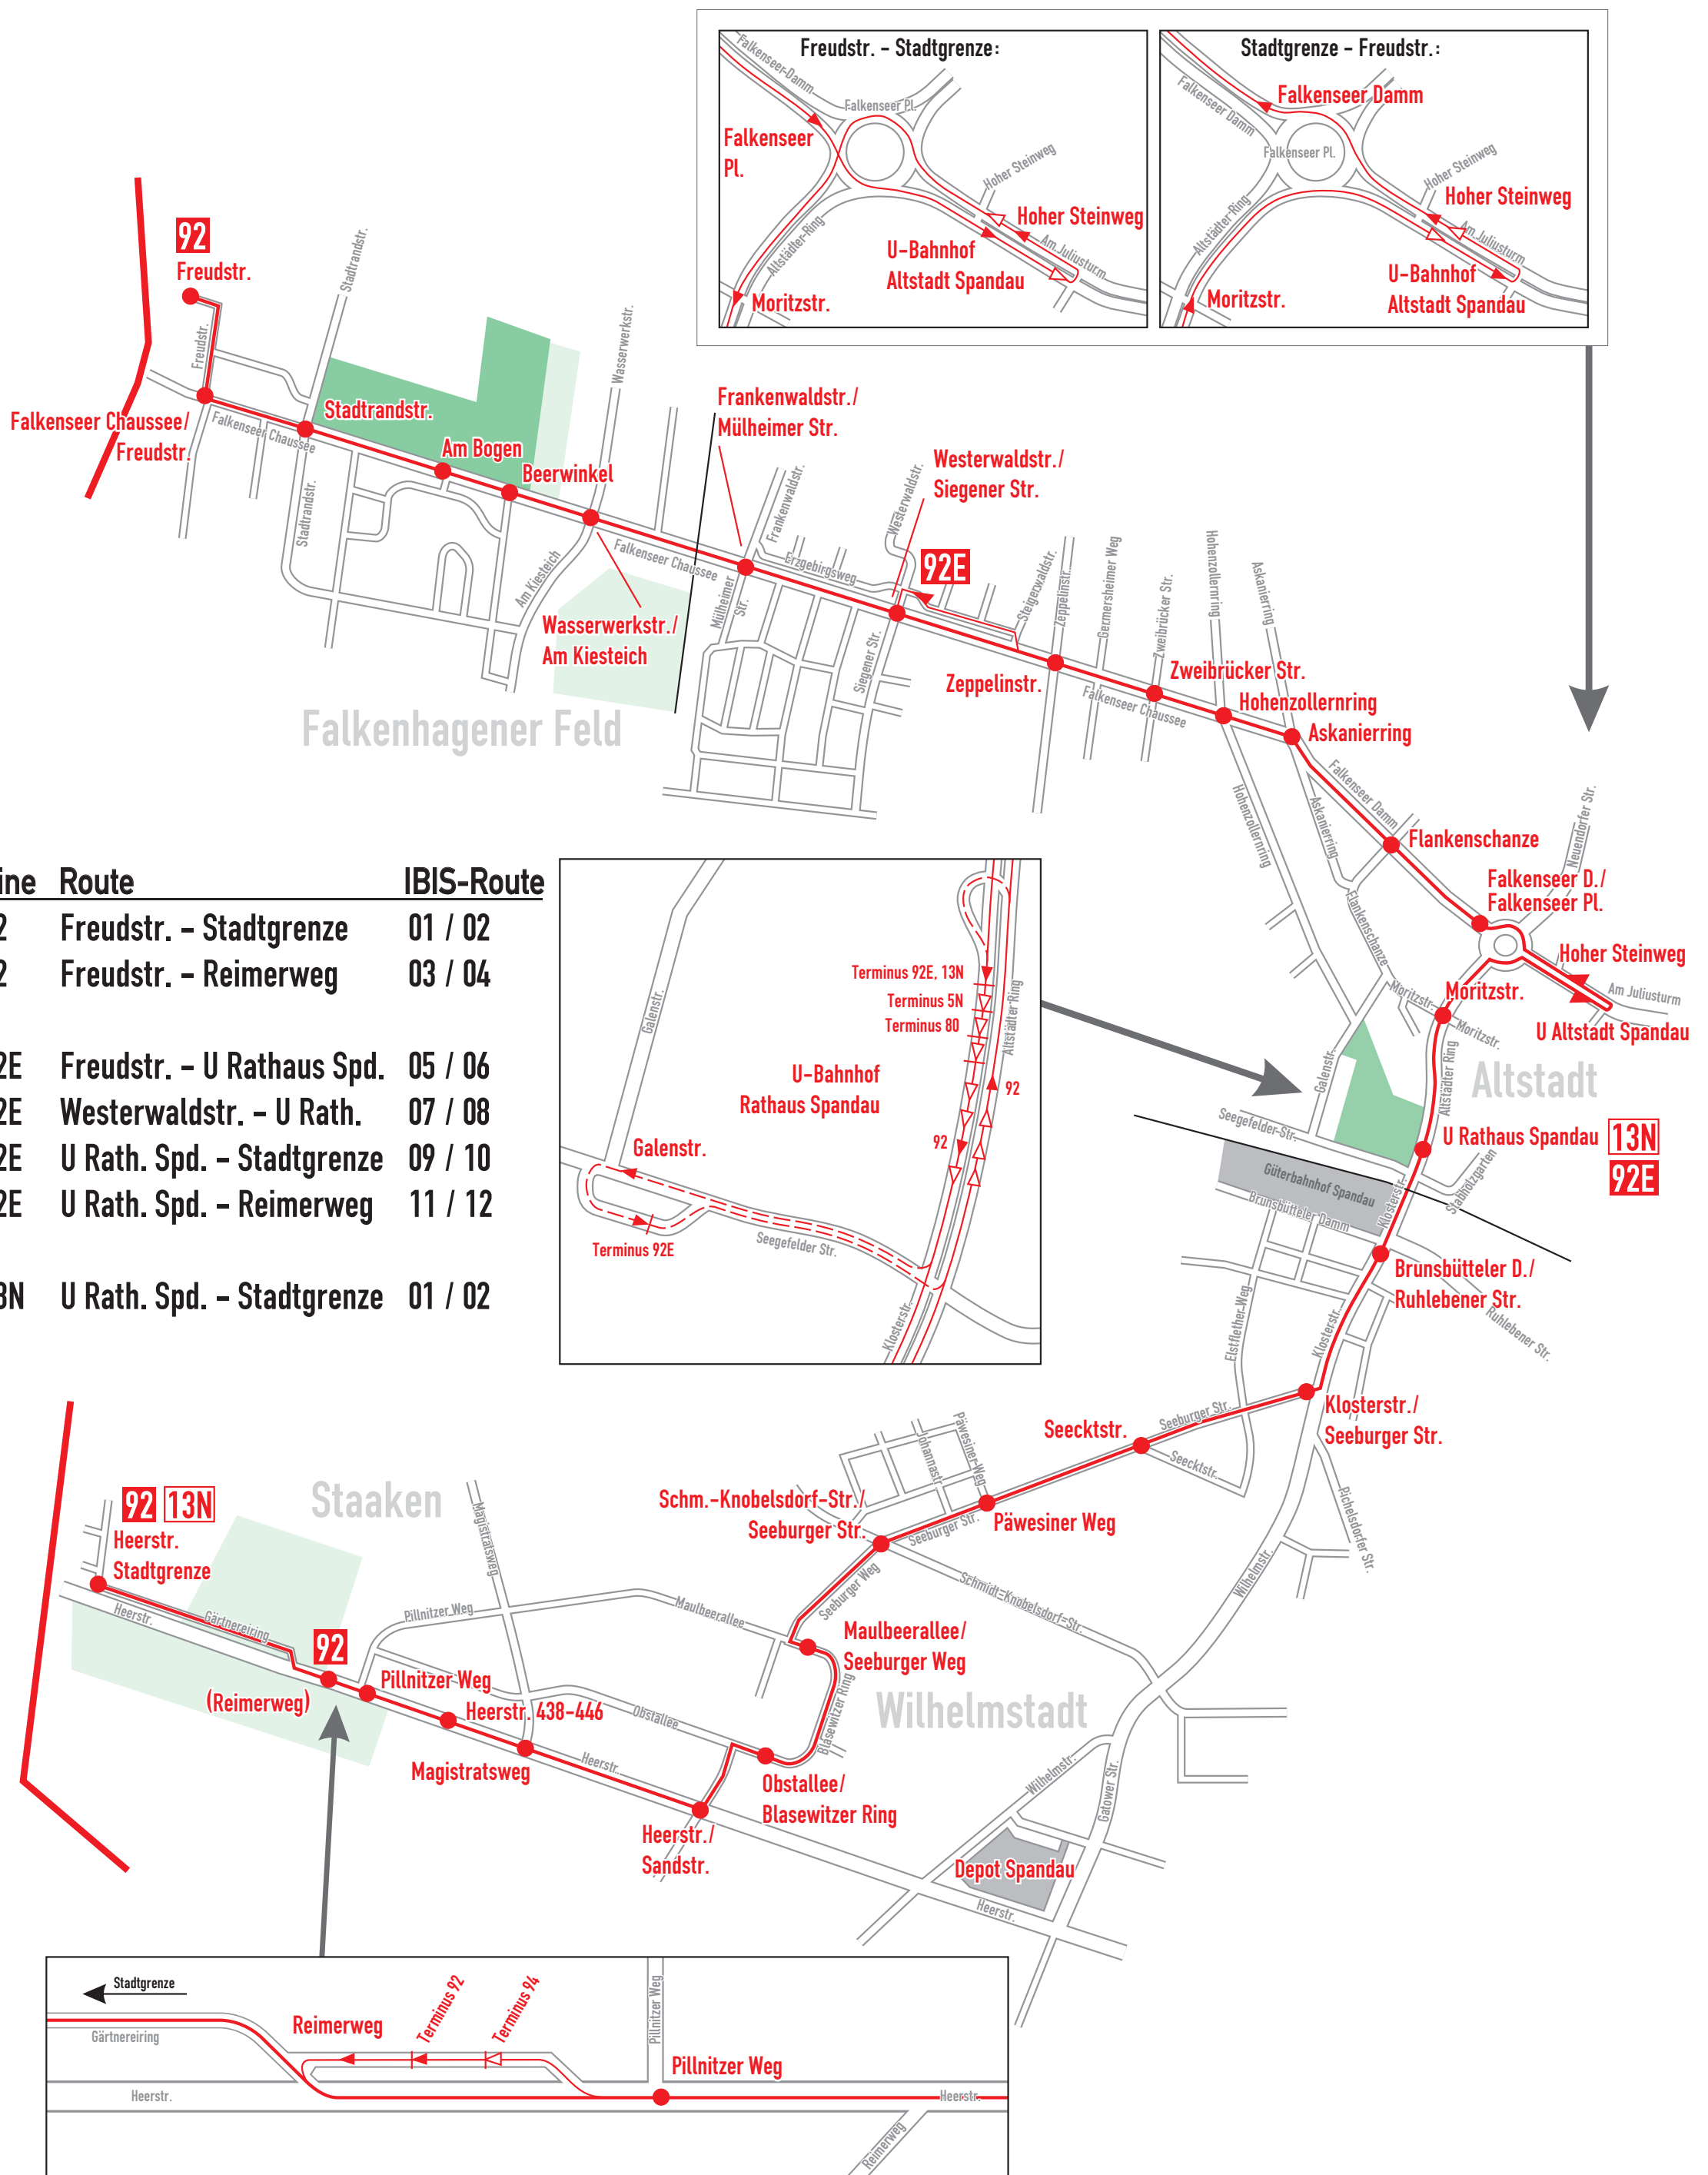 Freudstr. – Stadtgrenze:
Falkenseer-Damm
Falkenseer Pl.
Falkenseer
Pl.
Hoher Steinweg
Hoher Steinweg
Am Juliusturm
Altstädter-Ring
U-Bahnhof
Altstadt Spandau
Moritzstr.
Stadtgrenze – Freudstr.:
Falkenseer Damm
Falkenseer Damm
Falkenseer Pl.
Hoher Steinweg
Hoher Steinweg
Am Juliusturm
Altstädter-Ring
U-Bahnhof
Altstadt Spandau
Moritzstr.
92
Freudstr.
Freudstr.
Stadtrandstr.
Falkenseer Chaussee/
Freudstr.
Falkenseer Chaussee
Stadtrandstr.
Stadtrandstr.
Am Bogen
Beerwinkel
Wasserwerkstr.
Am Kiesteich
Falkenseer Chaussee
Wasserwerkstr./
Am Kiesteich
Frankenwaldstr./
Mülheimer Str.
Frankenwaldstr.
Mülheimer
Str.
Erzgebirgsweg
Westerwaldstr./
Siegener Str.
Westerwaldstr.
92E
Siegener Str.
Steigerwaldstr.
Zeppelinstr.
Zeppelinstr.
Germersheimer Weg
Zweibrücker Str.
Falkenseer Chaussee
Zweibrücker Str.
Hohenzollernring
Askanierring
Hohenzollernring
Askanierring
Falkenhagener Feld
Hohenzollernring
Askanierring
Falkenseer Damm
Flankenschanze
Flankenschanze
Neuendorfer Str.
Falkenseer D./
Falkenseer Pl.
Hoher Steinweg
Am Juliusturm
U Altstadt Spandau
Moritzstr.
Moritzstr.
Moritzstr.
Altstädter Ring
Altstadt
Galenstr.
Seegefelder-Str.
U Rathaus Spandau
13N
92E
Güterbahnhof Spandau
Klosterstr.
Stabholzgarten
Brunsbütteler Damm
Brunsbütteler D./
Ruhlebener Str.
Ruhlebener Str.
Elstflether-Weg
Klosterstr.
ine Route IBIS-Route
2 Freudstr. – Stadtgrenze 01 / 02
2 Freudstr. – Reimerweg 03 / 04
2E Freudstr. – U Rathaus Spd. 05 / 06
2E Westerwaldstr. – U Rath. 07 / 08
2E U Rath. Spd. – Stadtgrenze 09 / 10
2E U Rath. Spd. – Reimerweg 11 / 12
3N U Rath. Spd. – Stadtgrenze 01 / 02
Galenstr.
Terminus 92E, 13N
Terminus 5N
Terminus 80
Altstädter Ring
U-Bahnhof
Rathaus Spandau
92
92
Galenstr.
Terminus 92E
Seegefelder Str.
Klosterstr.
Klosterstr./
Seeburger Str.
Seeburger Str.
Seecktstr.
Seecktstr.
Päwesiner-Weg
Johannastr.
Schm.-Knobelsdorf-Str./
Seeburger Str.
Seeburger Str.
Päwesiner Weg
Pichelsdorfer Str.
Wilhelmstr.
Schmidt-Knobelsdorf-Str.
Seeburger Weg
Staaken
92 13N
Heerstr.
Stadtgrenze
Heerstr.
Gärtnereiring
92
(Reimerweg)
Magistratsweg
Pillnitzer Weg
Maulbeerallee
Maulbeerallee/
Seeburger Weg
Pillnitzer Weg
Heerstr. 438-446
Magistratsweg
Obstallee
Heerstr.
Blasewitzer Ring
Wilhelmstadt
Obstallee/
Blasewitzer Ring
Heerstr./
Sandstr.
Wilhelmstr.
Gatower Str.
Depot Spandau
Heerstr.
Stadtgrenze
Gärtnereiring
Reimerweg
Terminus 92
Terminus 94
Pillnitzer Weg
Pillnitzer Weg
Heerstr.
Heerstr.
Reimerweg